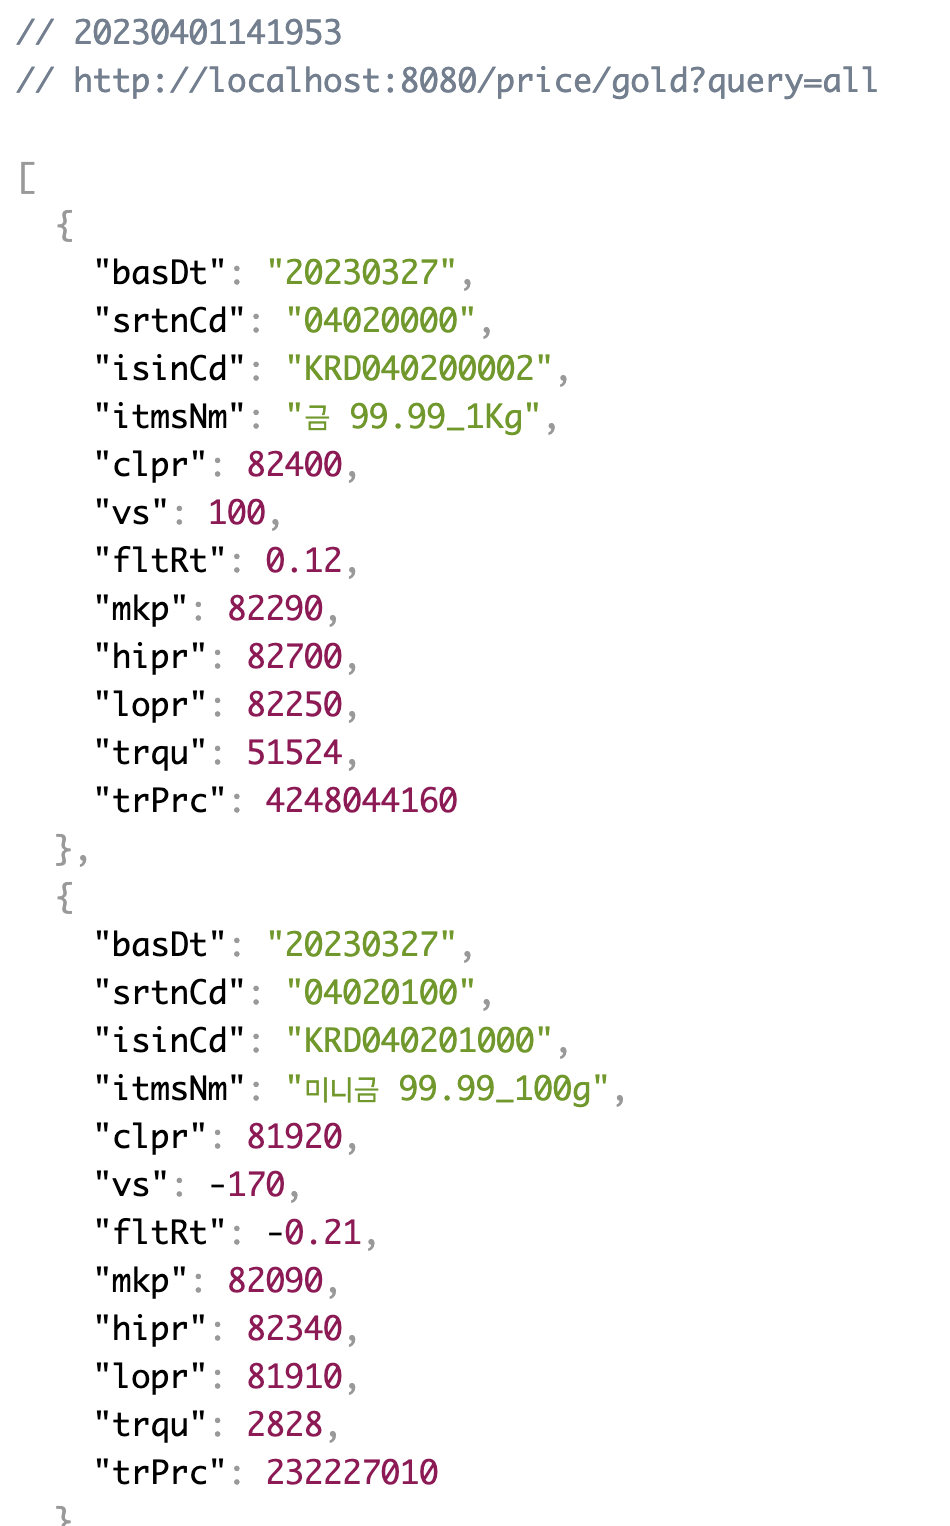 // 20230401141953
// http://localhost:8080/price/gold?query=all
[
{
"basDt": "20230327",
"srtnCd": "04020000",
"isinCd": "KRD040200002",
"itmsNm": "금 99.99_1Kg",
"clpr": 82400,
"vs": 100,
"fltRt": 0.12,
"mkp": 82290,
"hipr": 82700,
"lopr": 82250,
"trqu": 51524,
"trPrc": 4248044160
},
{
"basDt": "20230327",
"srtnCd": "04020100",
"isinCd": "KRD040201000",
"itmsNm": "미니금 99.99_100g",
"clpr": 81920,
"vs": -170,
"fltRt": -0.21,
"mkp": 82090,
"hipr": 82340,
"lopr": 81910,
"trqu": 2828,
"trPrc": 232227010
}